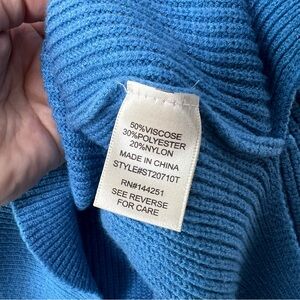 50%VISCOSE
30%POLYESTER
20%NYLON
MADE IN CHINA
STYLE#ST20710T
RN#144251
SEE REVERSE
FOR CARE